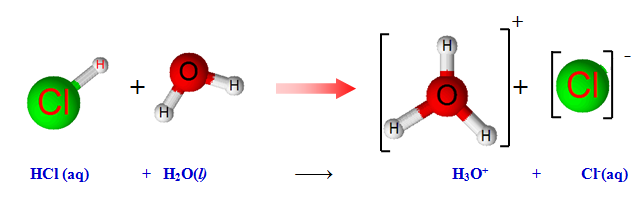 Cl H + O H H [ H O H H ]⁺ + [ Cl ]⁻
HCl (aq) + H₂O(l) ⟶ H₃O⁺ + Cl⁻(aq)